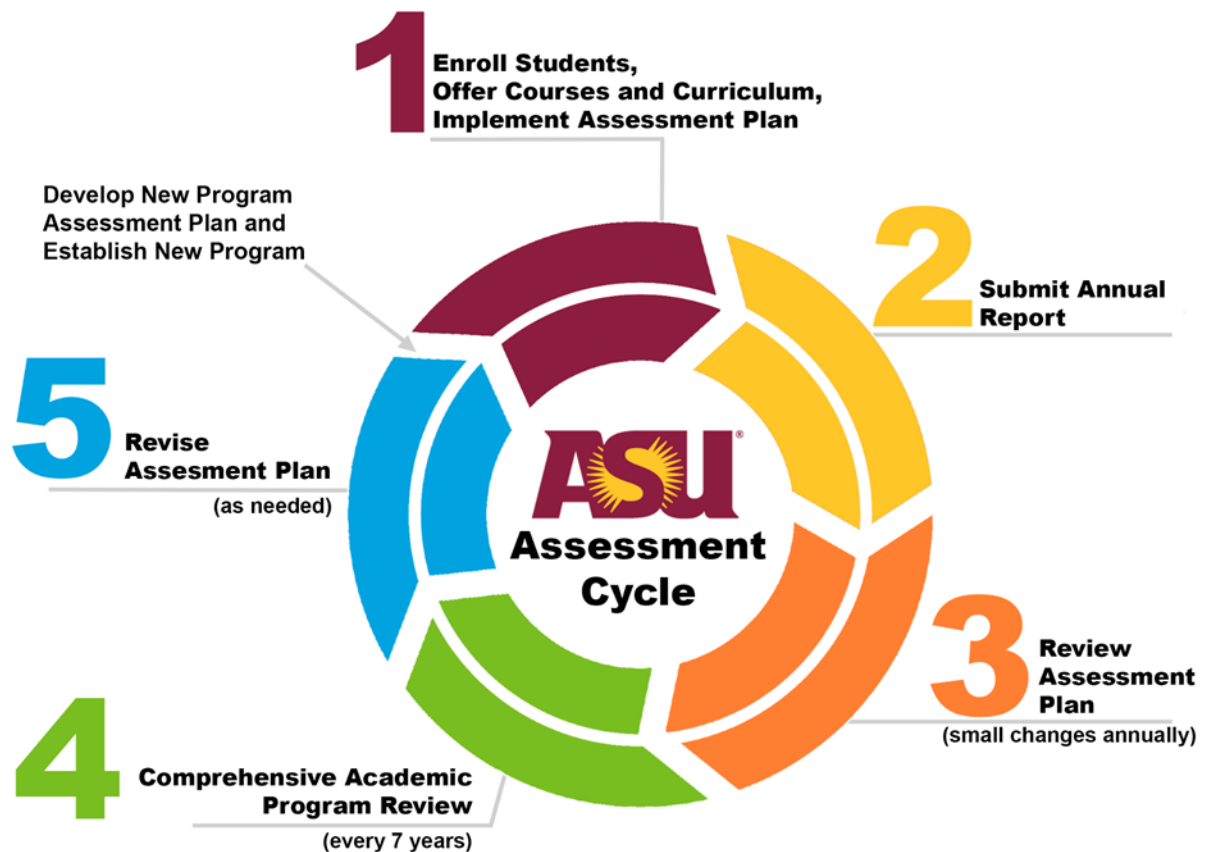 1
Enroll Students,
Offer Courses and Curriculum,
Implement Assessment Plan
Develop New Program
Assessment Plan and
Establish New Program
2
Submit Annual
Report
5
Revise
Assesment Plan
(as needed)
ASU®
Assessment
Cycle
3
Review
Assessment
Plan
(small changes annually)
4
Comprehensive Academic
Program Review
(every 7 years)